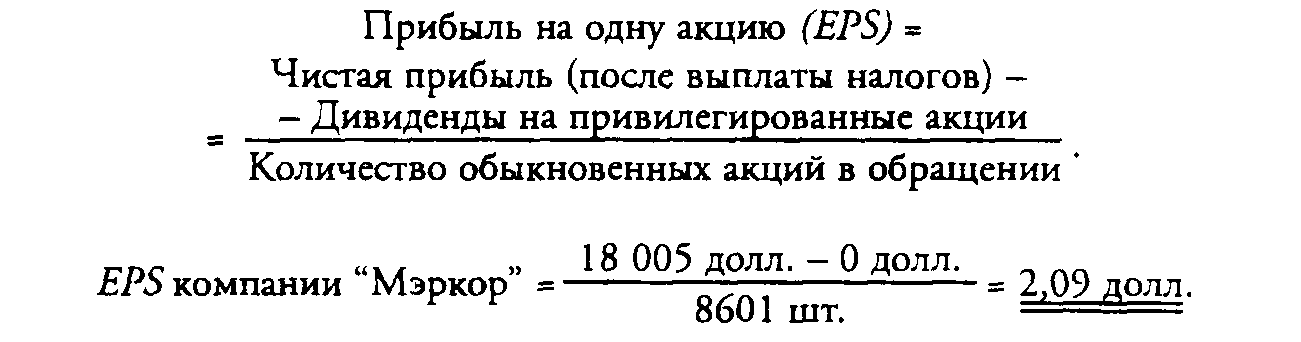 Прибыль на одну акцию (EPS) =
Чистая прибыль (после выплаты налогов) –
– Дивиденды на привилегированные акции
= Количество обыкновенных акций в обращении .
18 005 долл. – 0 долл.
EPS компании “Мэркор” = = 2,09 долл.
8601 шт.